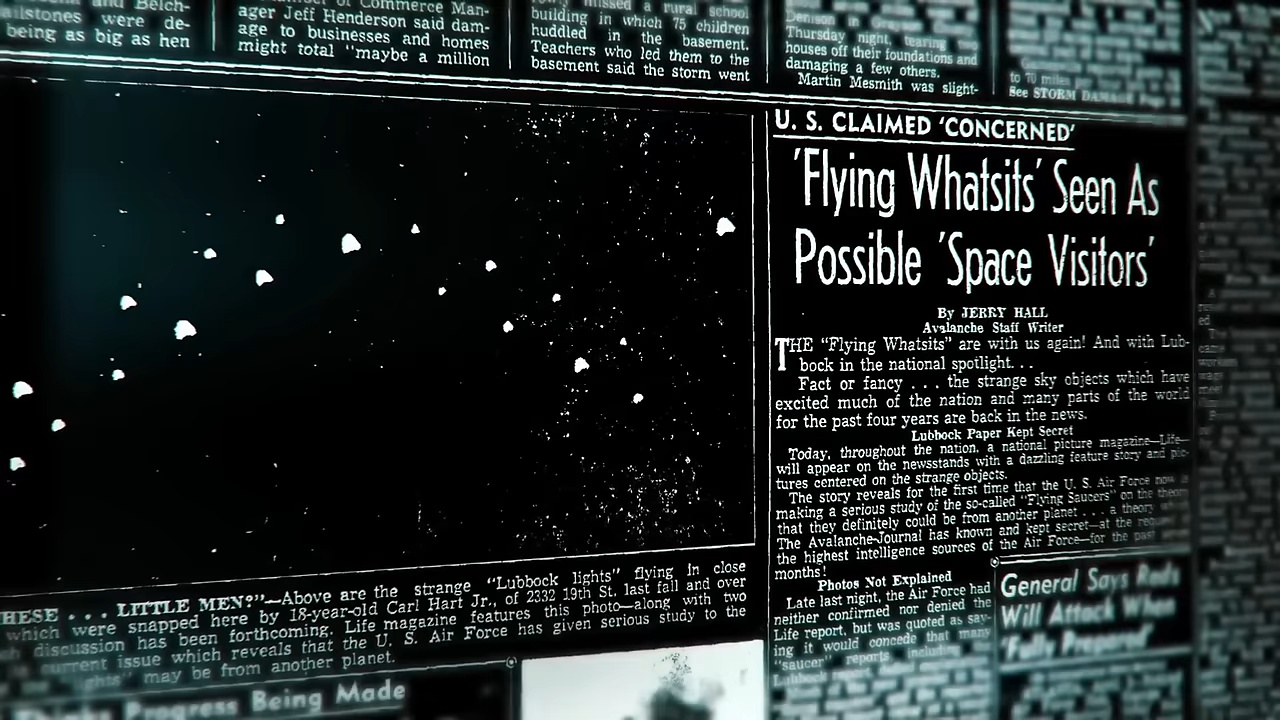 Belch-
ailstones were de-
being as big as hen
of Commerce Man-
ager Jeff Henderson said dam-
age to businesses and homes
might total "maybe a million
missed a rural school
building in which 75 children
huddled in the basement.
Teachers who led them to the
basement said the storm went
Denison in
Thursday night, tearing two
houses off their foundations and
damaging a few others.
Martin Mesmith was slight-
to 70 miles
See STORM
U. S. CLAIMED 'CONCERNED'
'Flying Whatsits' Seen As
Possible 'Space Visitors'
By JERRY HALL
Avalanche Staff Writer
THE "Flying Whatsits" are with us again! And with Lub-
bock in the national spotlight. . .
Fact or fancy . . . the strange sky objects which have
excited much of the nation and many parts of the world
for the past four years are back in the news.
Lubbock Paper Kept Secret
Today, throughout the nation, a national picture magazine—Life—
will appear on the newsstands with a dazzling feature story and pic-
tures centered on the strange objects.
The story reveals for the first time that the U. S. Air Force now is
making a serious study of the so-called "Flying Saucers" on the theory
that they definitely could be from another planet . . . a theory
The Avalanche-Journal has known and kept secret—at the request
the highest intelligence sources of the Air Force—for the past
months!
Photos Not Explained
Late last night, the Air Force had
neither confirmed nor denied the
Life report, but was quoted as say-
ing it would concede that many
"saucer" reports including
Lubbock
General Says Reds
Will Attack When
'Fully Prepared'
HESE . . . LITTLE MEN?"—Above are the strange "Lubbock lights" flying in close
which were snapped here by 18-year-old Carl Hart Jr., of 2332 19th St. last fall and over
h discussion has been forthcoming. Life magazine features this photo—along with two
current issue which reveals that the U. S. Air Force has given serious study to the
ghts" may be from another planet.
Thinks Progress Being Made